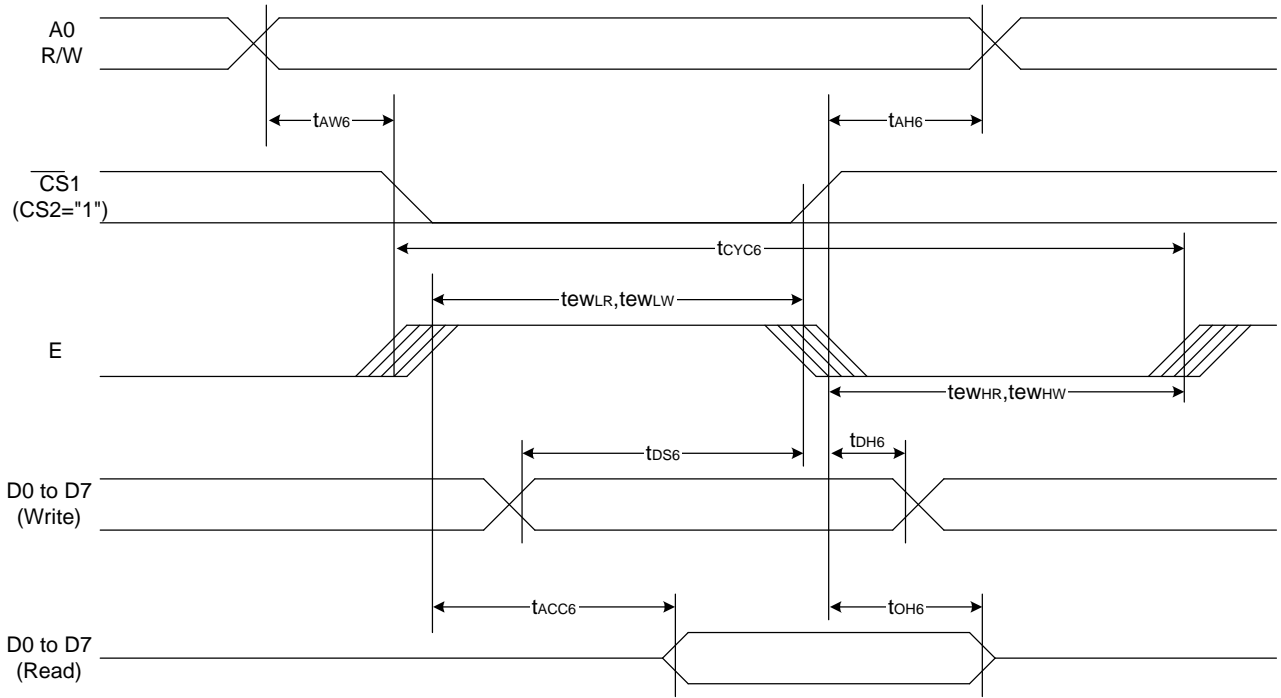 A0
R/W
tAW6
tAH6
CS1
(CS2="1")
tCYC6
tewLR,tewLW
E
tewHR,tewHW
tDS6
tDH6
D0 to D7
(Write)
tACC6
tOH6
D0 to D7
(Read)